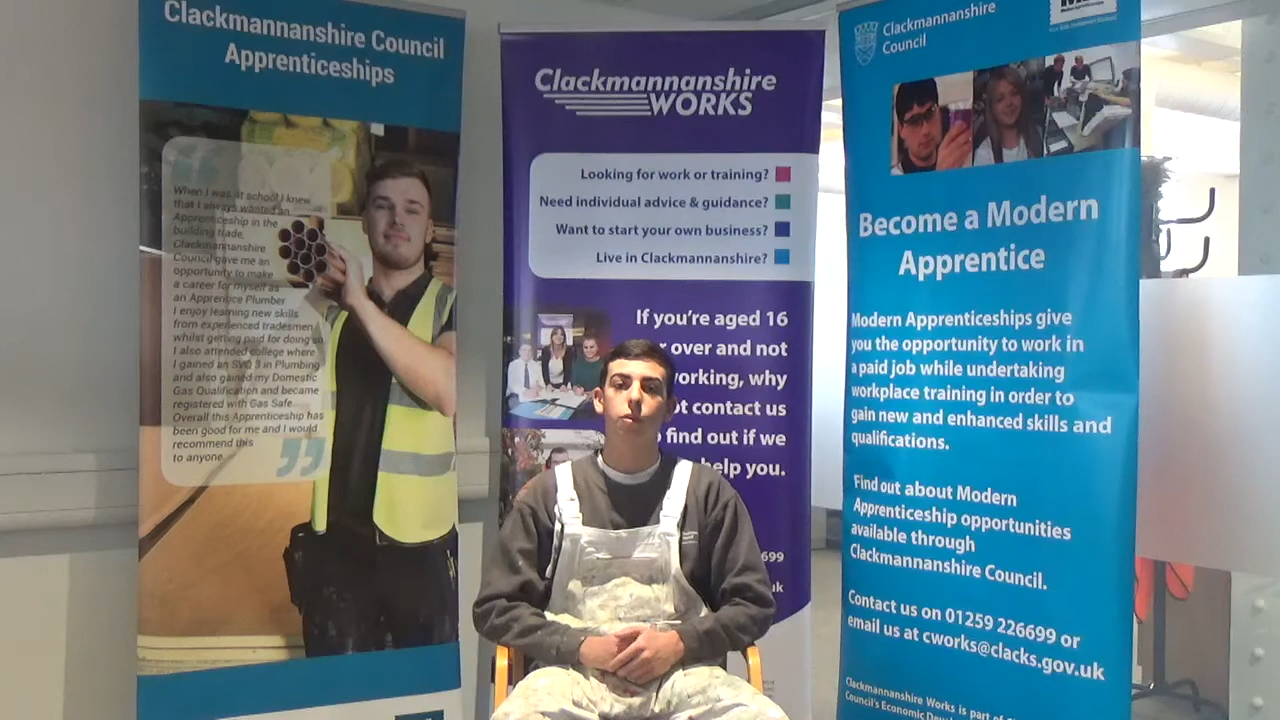 Clackmannanshire Council
Apprenticeships
When I was at school I knew
that I always wanted an
Apprenticeship in the
building trade,
Clackmannanshire
Council gave me an
opportunity to make
a career for myself as
an Apprentice Plumber
I enjoy learning new skills
from experienced tradesmen
whilst getting paid for doing so
I also attended college where
I gained an SVQ 3 in Plumbing
and also gained my Domestic
Gas Qualification and became
registered with Gas Safe.
Overall this Apprenticeship has
been good for me and I would
recommend this
to anyone.
Clackmannanshire
WORKS
Looking for work or training?
Need individual advice & guidance?
Want to start your own business?
Live in Clackmannanshire?
If you're aged 16
over and not
working, why
contact us
find out if we
help you.
699
uk
Clackmannanshire
Council
Become a Modern
Apprentice
Modern Apprenticeships give
you the opportunity to work in
a paid job while undertaking
workplace training in order to
gain new and enhanced skills and
qualifications.
Find out about Modern
Apprenticeship opportunities
available through
Clackmannanshire Council.
Contact us on 01259 226699 or
email us at cworks@clacks.gov.uk
Clackmannanshire Works is part of
Council's Economic